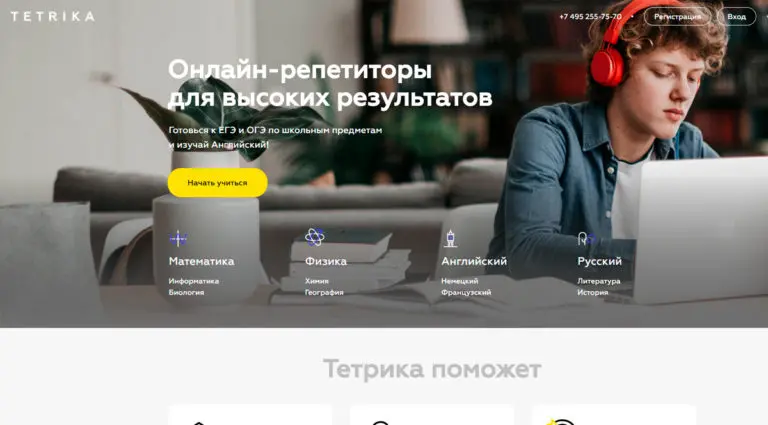 TETRIKA
+7 495 255-75-70
Регистрация
Вход
Онлайн-репетиторы
для высоких результатов
Готовься к ЕГЭ и ОГЭ по школьным предметам
и изучай Английский!
Начать учиться
Математика
Информатика
Биология
Физика
Химия
География
Английский
Немецкий
Французский
Русский
Литература
История
Тетрика поможет